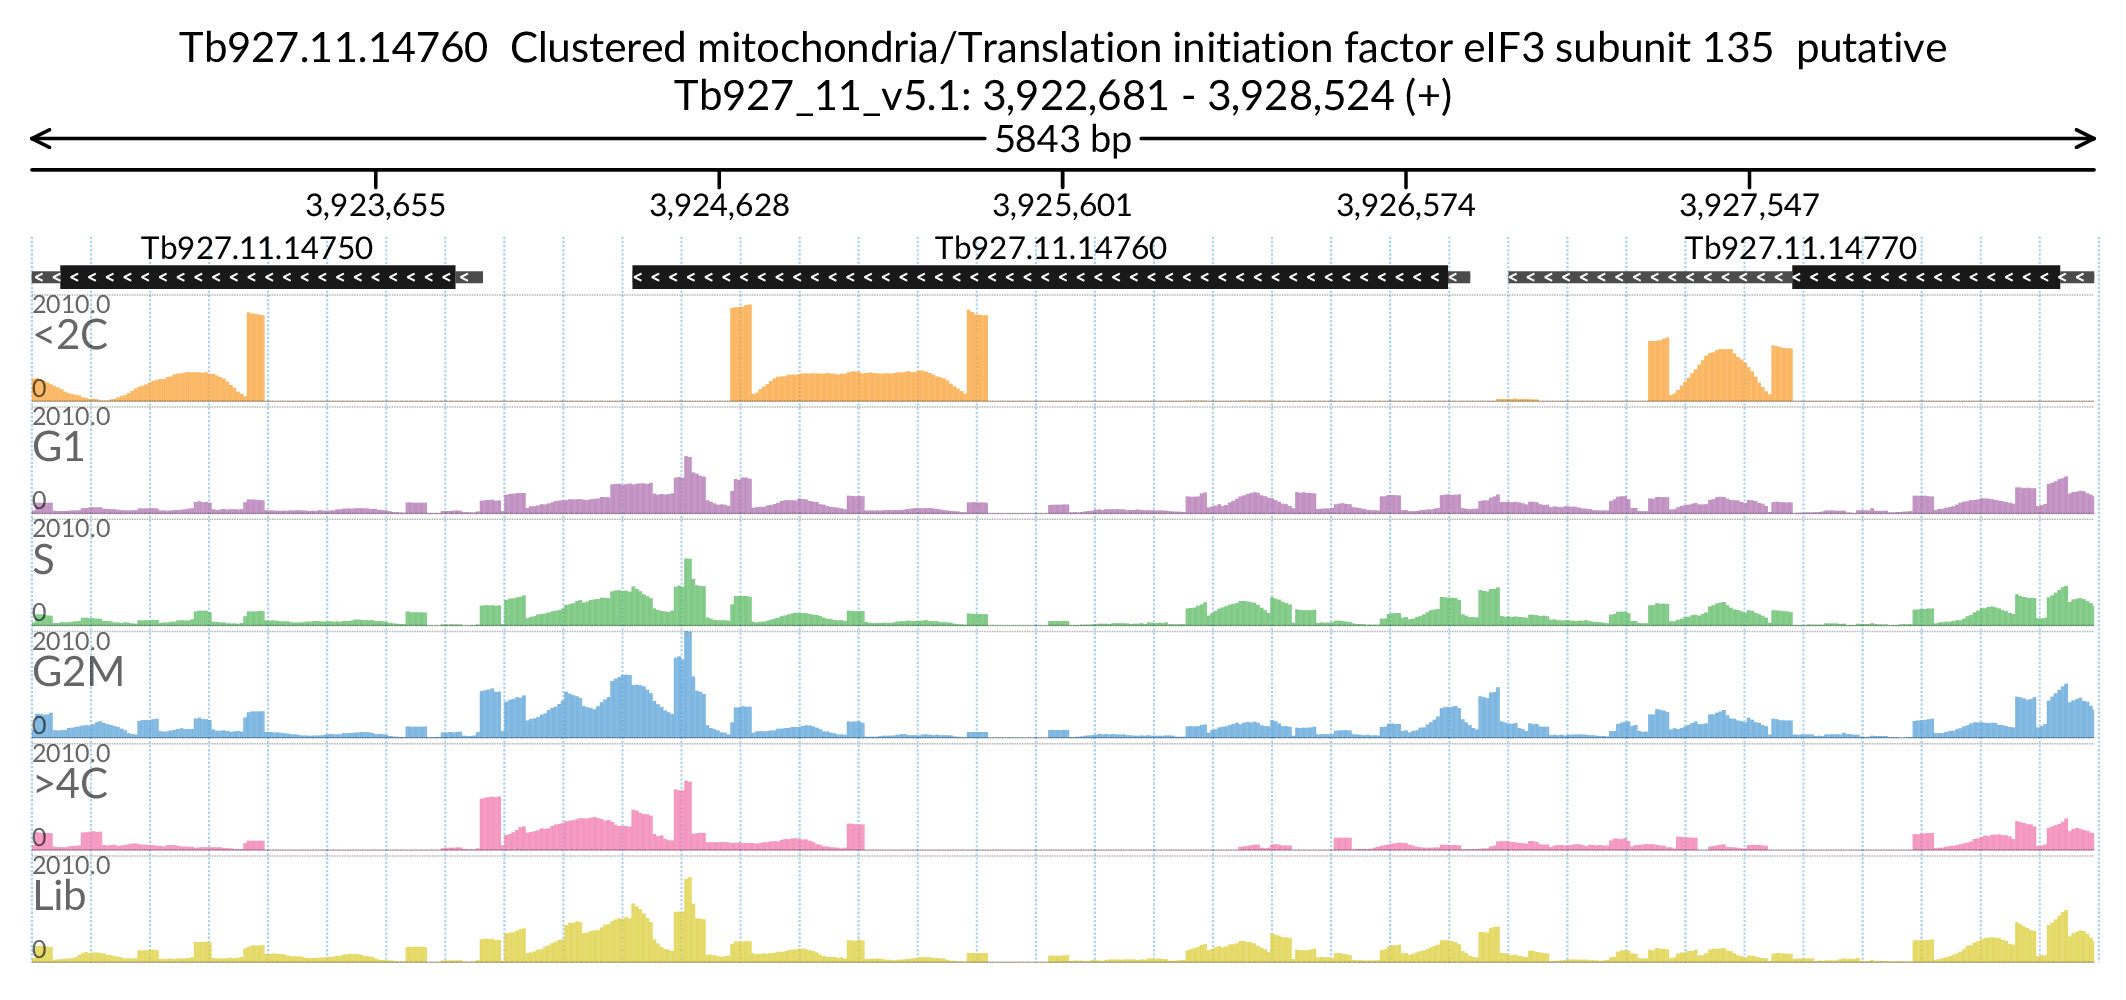 Tb927.11.14760  Clustered mitochondria/Translation initiation factor eIF3 subunit 135  putative
Tb927_11_v5.1: 3,922,681 - 3,928,524 (+)
5843 bp
3,923,655 3,924,628 3,925,601 3,926,574 3,927,547
Tb927.11.14750 Tb927.11.14760 Tb927.11.14770
2010.0
<2C
0
2010.0
G1
0
2010.0
S
0
2010.0
G2M
0
2010.0
>4C
0
2010.0
Lib
0